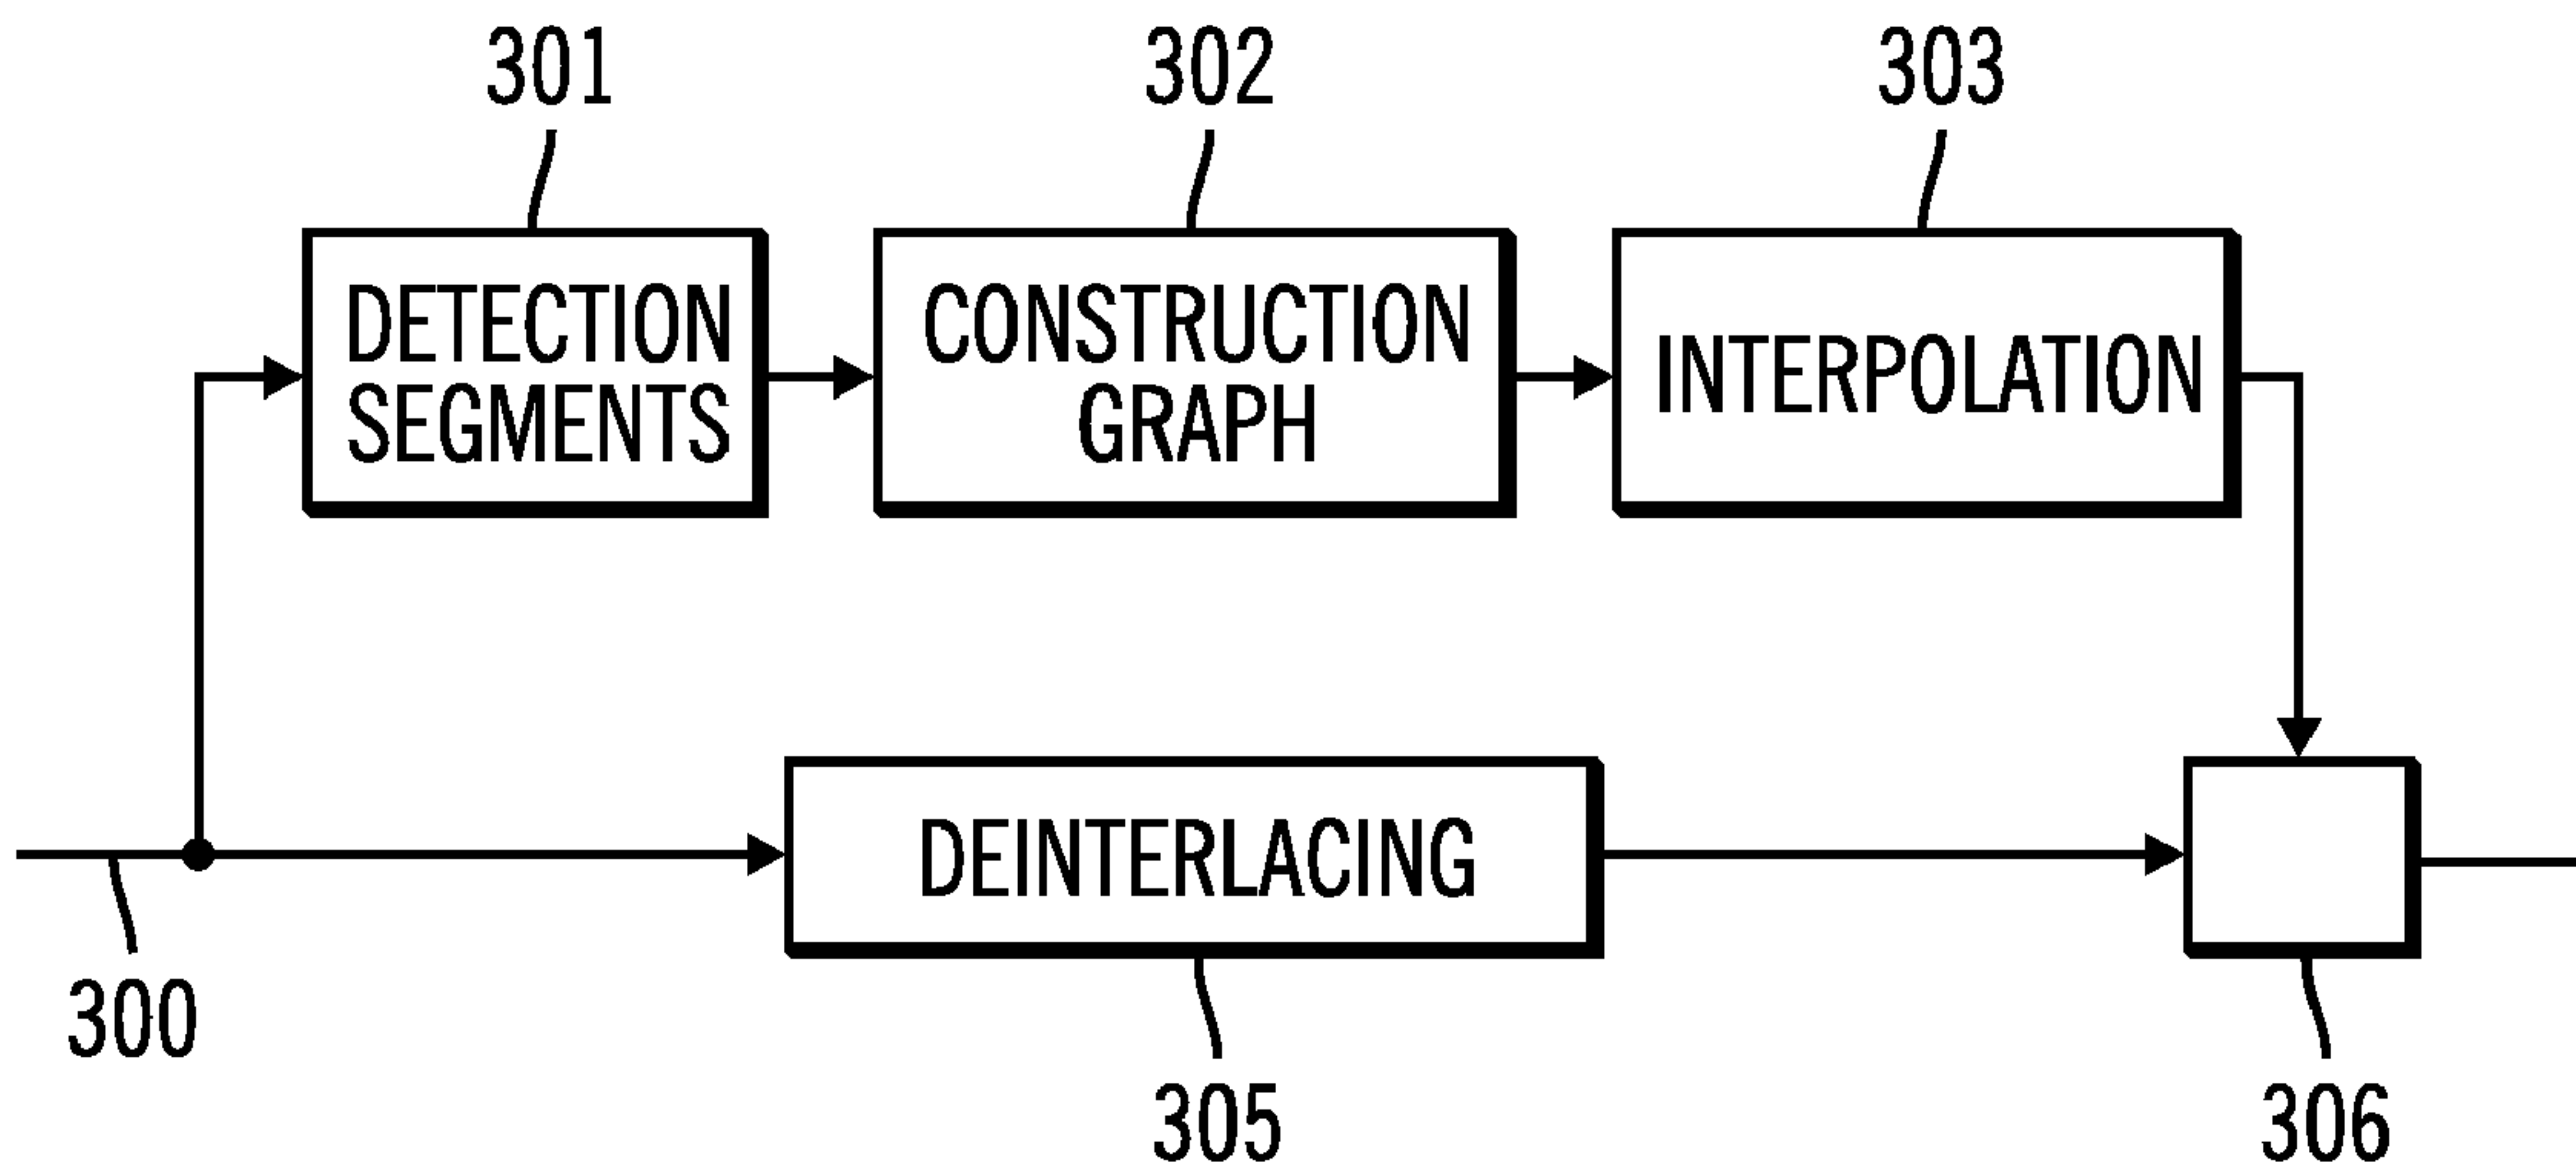 301
302
303
DETECTION
SEGMENTS
CONSTRUCTION
GRAPH
INTERPOLATION
DEINTERLACING
300
305
306